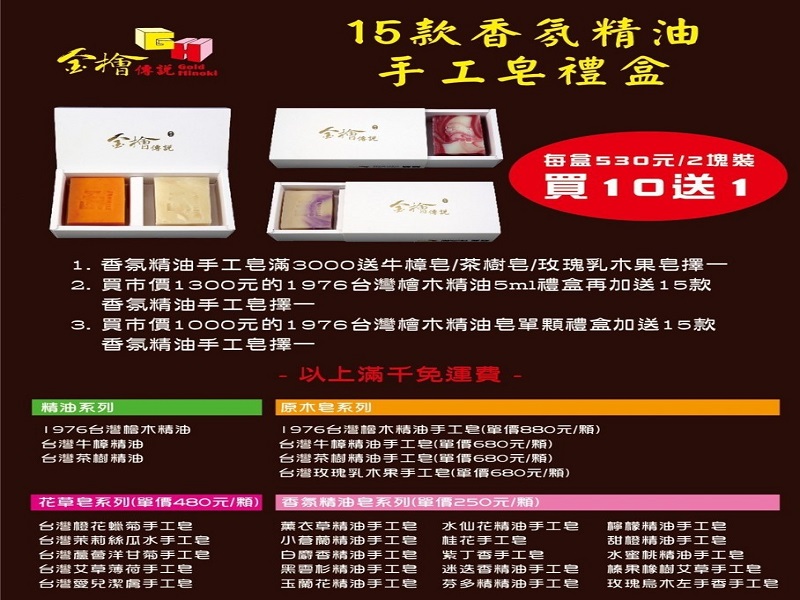 金檜傳說
GH
Gold Hinoki
15款香氛精油
手工皂禮盒
金檜傳說
金檜傳說
金檜傳說
每盒530元/2塊裝
買10送1
1. 香氛精油手工皂滿3000送牛樟皂/茶樹皂/玫瑰乳木果皂擇一
2. 買市價1300元的1976台灣檜木精油5ml禮盒再加送15款
香氛精油手工皂擇一
3. 買市價1000元的1976台灣檜木精油皂單顆禮盒加送15款
香氛精油手工皂擇一
- 以上滿千免運費 -
精油系列
1976台灣檜木精油
台灣牛樟精油
台灣茶樹精油
原木皂系列
1976台灣檜木精油手工皂(單價880元/顆)
台灣牛樟精油手工皂(單價680元/顆)
台灣茶樹精油手工皂(單價680元/顆)
台灣玫瑰乳木果手工皂(單價680元/顆)
花草皂系列(單價480元/顆)
台灣橙花蠟菊手工皂
台灣茉莉絲瓜水手工皂
台灣蘆薈洋甘菊手工皂
台灣艾草薄荷手工皂
台灣愛兒潔膚手工皂
香氛精油皂系列(單價250元/顆)
薰衣草精油手工皂 水仙花精油手工皂 檸檬精油手工皂
小蒼蘭精油手工皂 桂花手工皂 甜橙精油手工皂
白麝香精油手工皂 紫丁香手工皂 水蜜桃精油手工皂
黑雲杉精油手工皂 迷迭香精油手工皂 榛果橡樹艾草手工皂
玉蘭花精油手工皂 芬多精精油手工皂 玫瑰烏木左手香手工皂